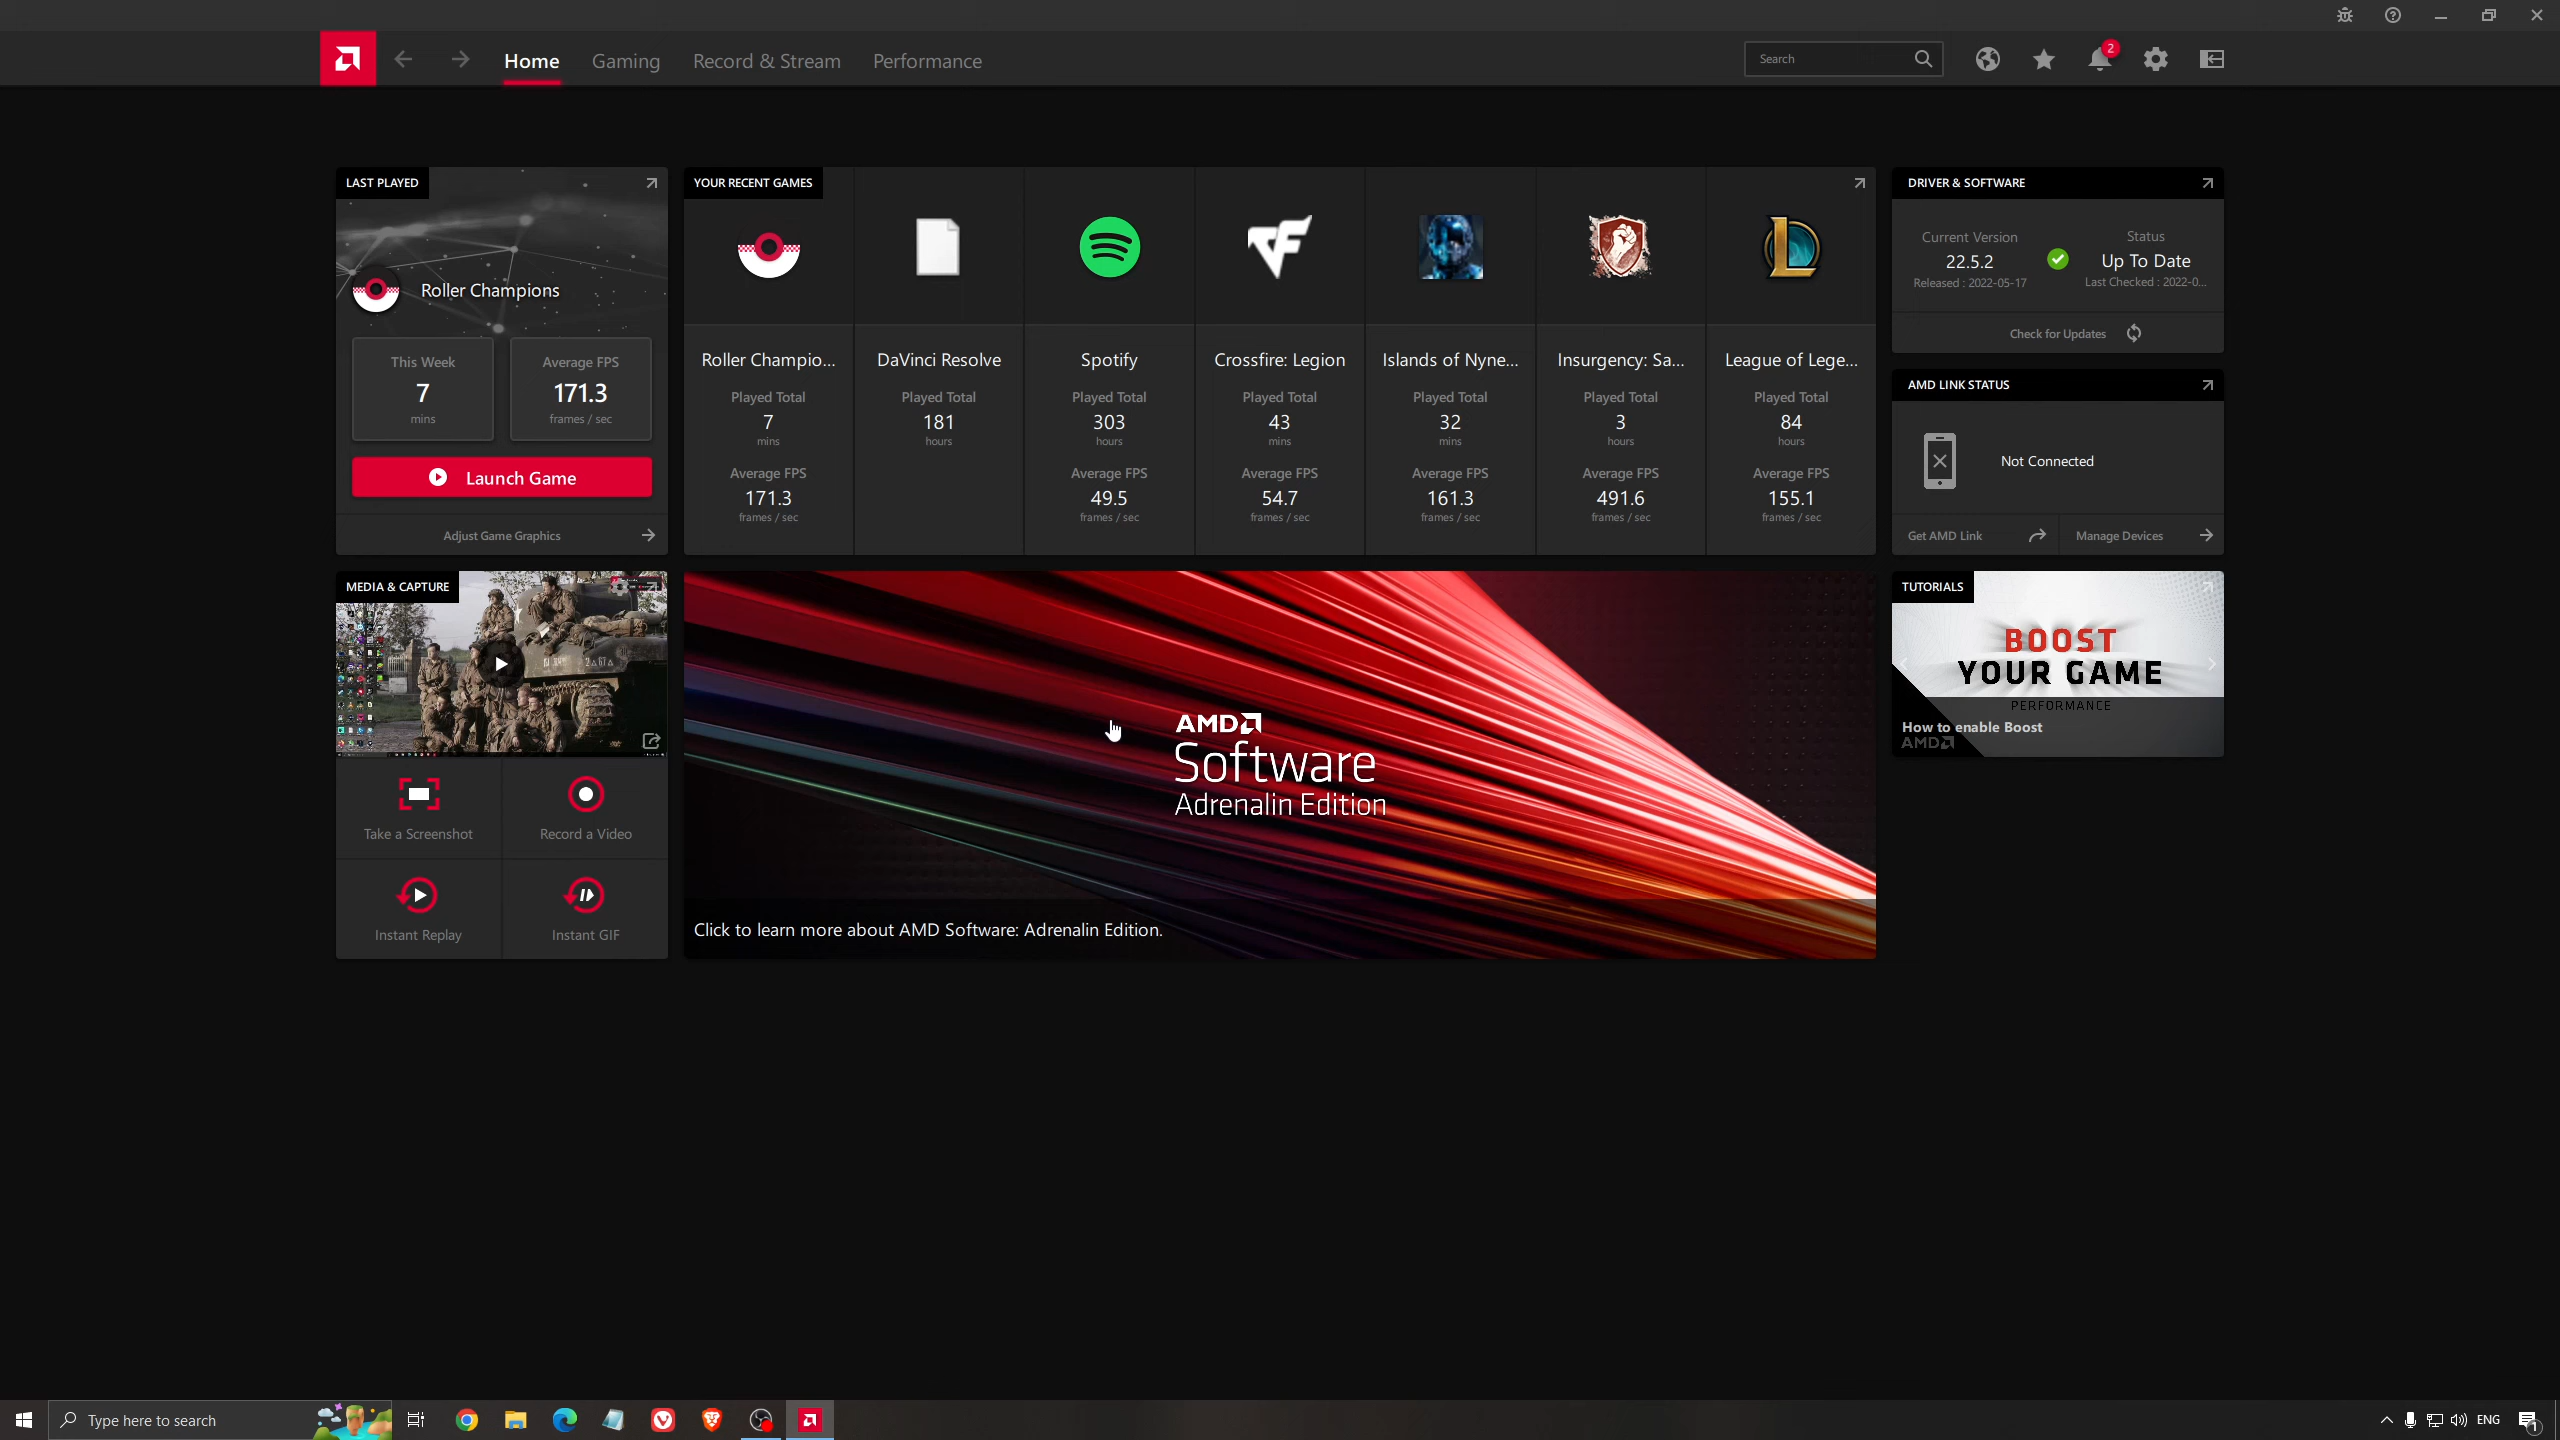 Home
Gaming
Record & Stream
Performance
Search
2
LAST PLAYED
Roller Champions
This Week
7
mins
Average FPS
171.3
frames / sec
Launch Game
Adjust Game Graphics
YOUR RECENT GAMES
Roller Champio...
Played Total
7
mins
Average FPS
171.3
frames / sec
DaVinci Resolve
Played Total
181
hours
Spotify
Played Total
303
hours
Average FPS
49.5
frames / sec
Crossfire: Legion
Played Total
43
mins
Average FPS
54.7
frames / sec
Islands of Nyne...
Played Total
32
mins
Average FPS
161.3
frames / sec
Insurgency: Sa...
Played Total
3
hours
Average FPS
491.6
frames / sec
League of Lege...
Played Total
84
hours
Average FPS
155.1
frames / sec
DRIVER & SOFTWARE
Current Version
22.5.2
Released : 2022-05-17
Status
Up To Date
Last Checked : 2022-0...
Check for Updates
AMD LINK STATUS
Not Connected
Get AMD Link
Manage Devices
MEDIA & CAPTURE
Take a Screenshot
Record a Video
Instant Replay
Instant GIF
AMD
Software
Adrenalin Edition
Click to learn more about AMD Software: Adrenalin Edition.
TUTORIALS
BOOST
YOUR GAME
PERFORMANCE
How to enable Boost
AMD
Type here to search
ENG
1